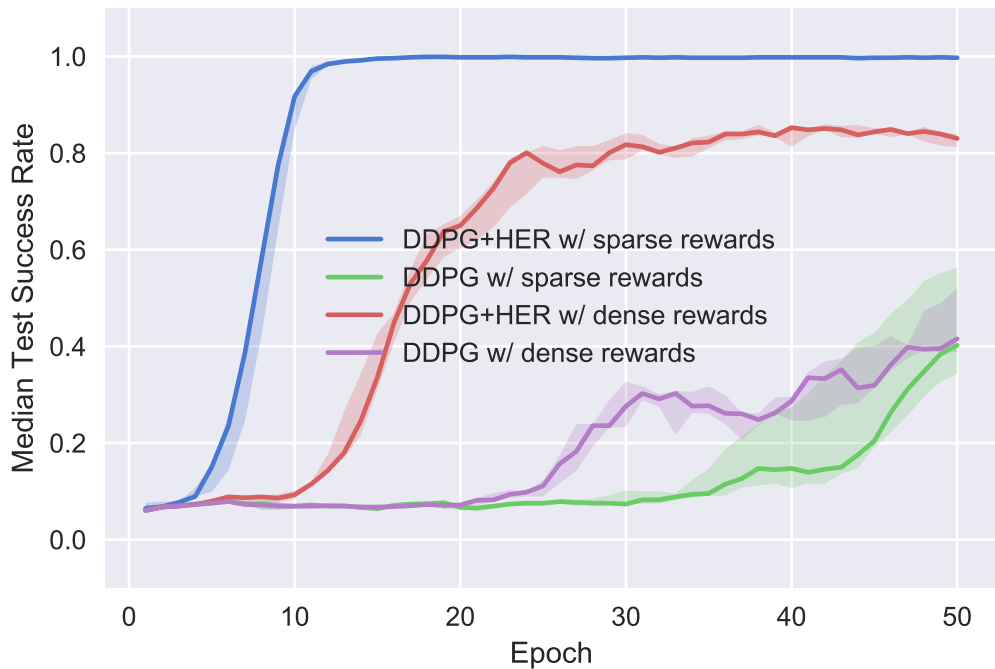 1.0
0.8
0.6
0.4
0.2
0.0
Median Test Success Rate
DDPG+HER w/ sparse rewards
DDPG w/ sparse rewards
DDPG+HER w/ dense rewards
DDPG w/ dense rewards
0 10 20 30 40 50
Epoch